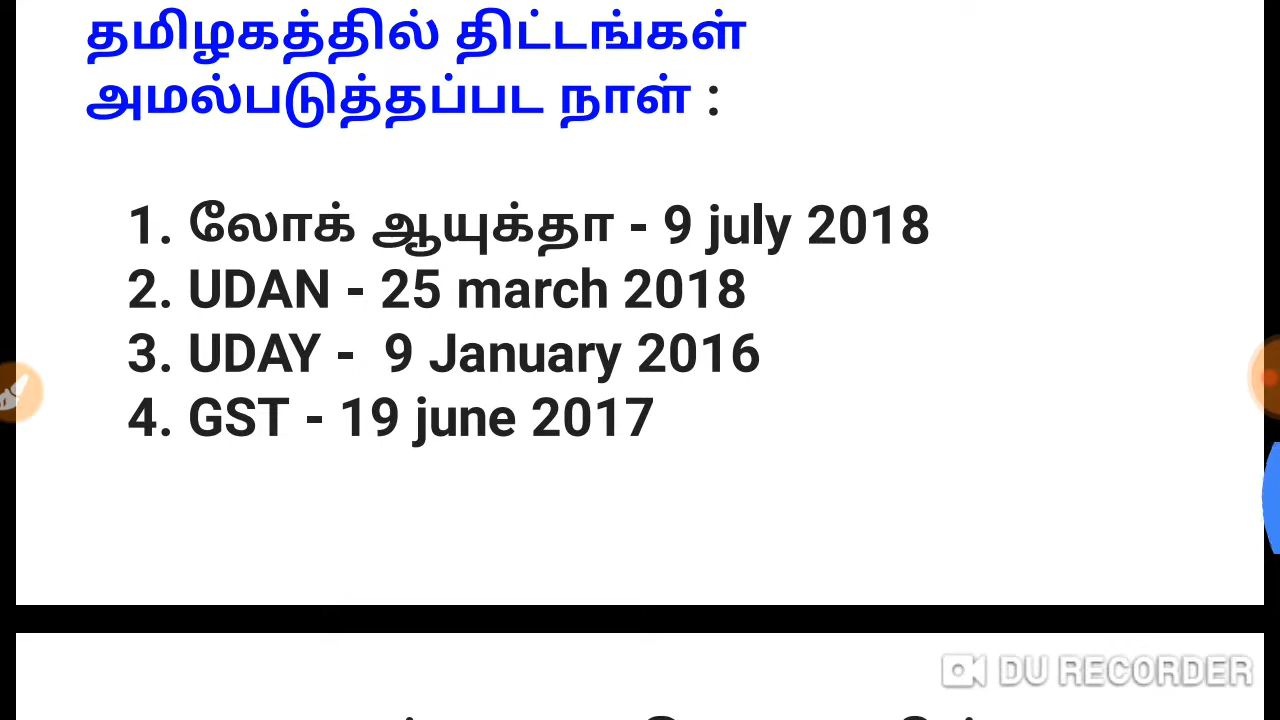 தமிழகத்தில் திட்டங்கள்
அமல்படுத்தப்பட நாள் :
1. லோக் ஆயுக்தா - 9 july 2018
2. UDAN - 25 march 2018
3. UDAY - 9 January 2016
4. GST - 19 june 2017
DU RECORDER